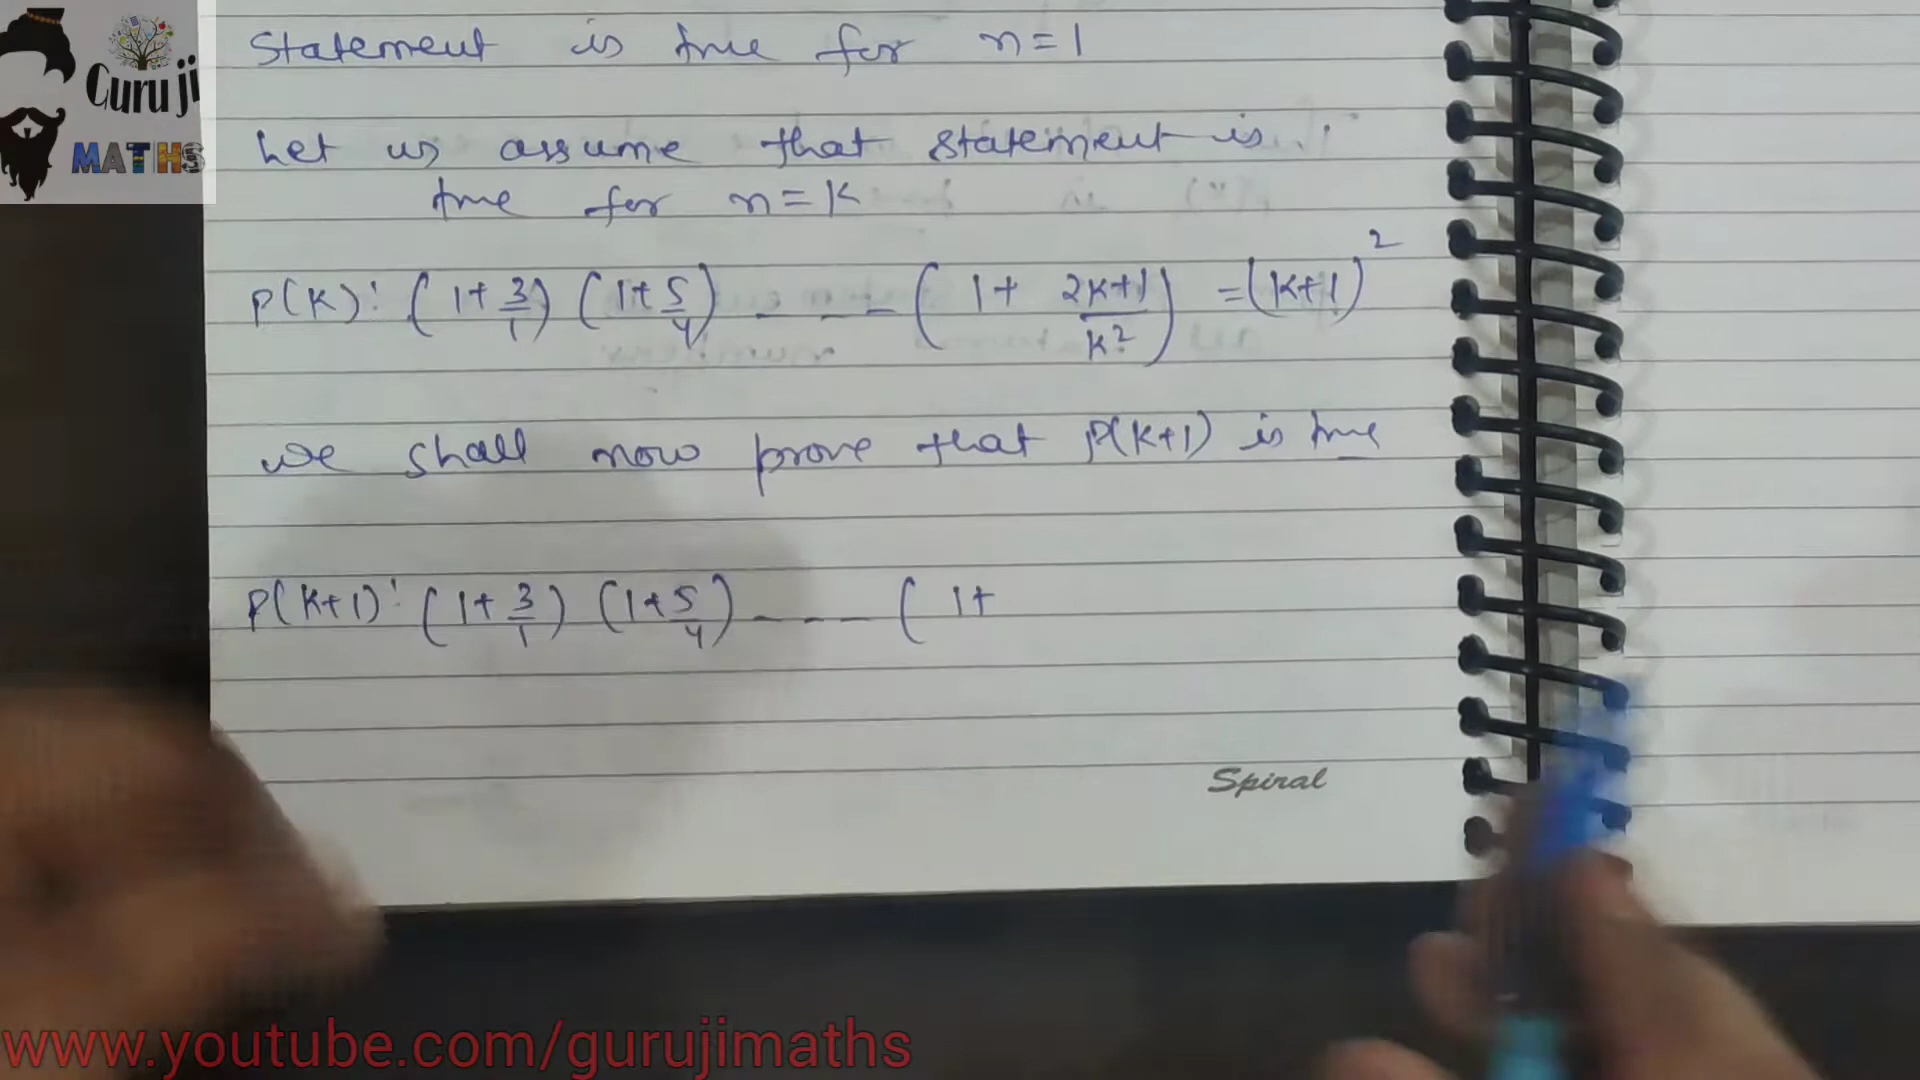 Guruji
MATHS
Statement is true for n=1
Let us assume that statement is
true for n=k
P(k): (1+3/1) (1+5/4) ---- (1+ (2k+1)/k²) = (k+1)²
we shall now prove that P(k+1) is true
P(k+1): (1+3/1) (1+5/4) ---- (1+
Spiral
www.youtube.com/gurujimaths